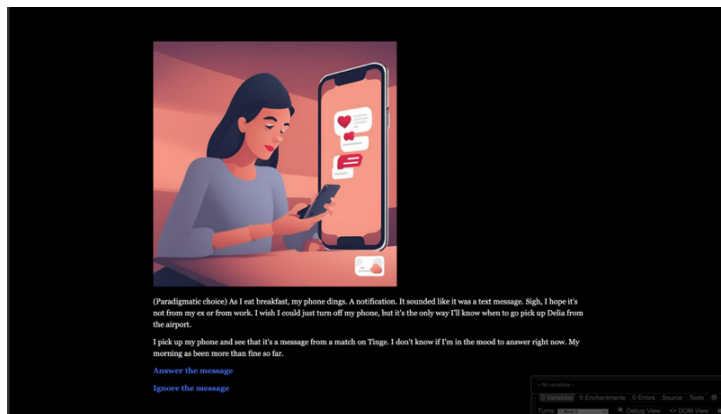 (Paradigmatic choice) As I eat breakfast, my phone dings. A notification. It sounded like it was a text message. Sigh, I hope it's
not from my ex or from work. I wish I could just turn off my phone, but it's the only way I'll know when to go pick up Delia from
the airport.
I pick up my phone and see that it's a message from a match on Tinge. I don't know if I'm in the mood to answer right now. My
morning as been more than fine so far.
Answer the message
Ignore the message
0 Variables 0 Enchantments 0 Errors Source Tools
Turns: Debug View <> DOM View